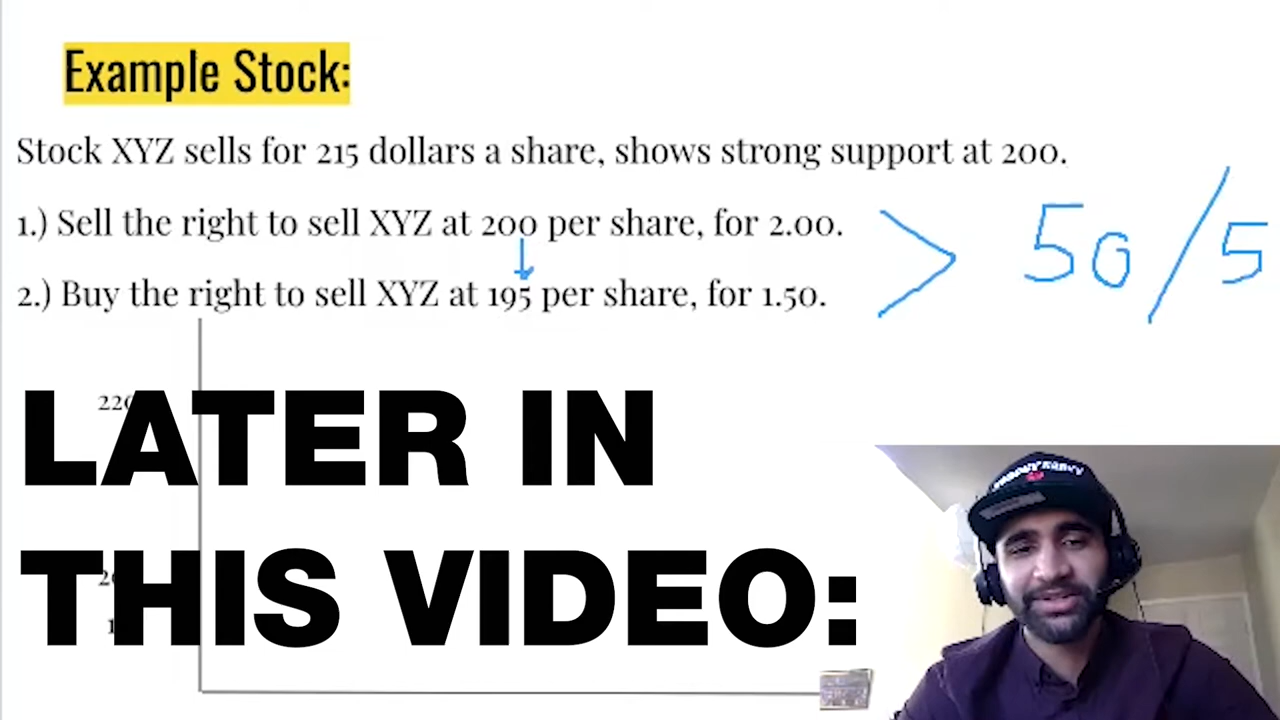 Example Stock:
Stock XYZ sells for 215 dollars a share, shows strong support at 200.
1.) Sell the right to sell XYZ at 200 per share, for 2.00.
2.) Buy the right to sell XYZ at 195 per share, for 1.50.
> 50/5
LATER IN
THIS VIDEO: